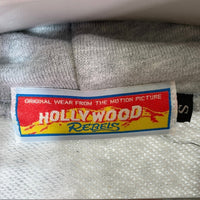 ORIGINAL WEAR FROM THE MOTION PICTURE
HOLLYWOOD
REBELS
S